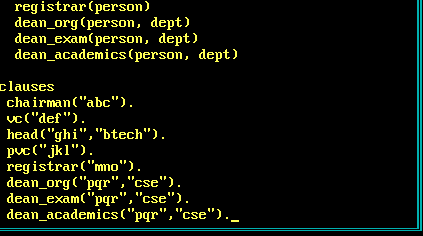 registrar(person)
dean_org(person, dept)
dean_exam(person, dept)
dean_academics(person, dept)
clauses
chairman("abc").
vc("def").
head("ghi","btech").
pvc("jkl").
registrar("mno").
dean_org("pqr","cse").
dean_exam("pqr","cse").
dean_academics("pqr","cse")._